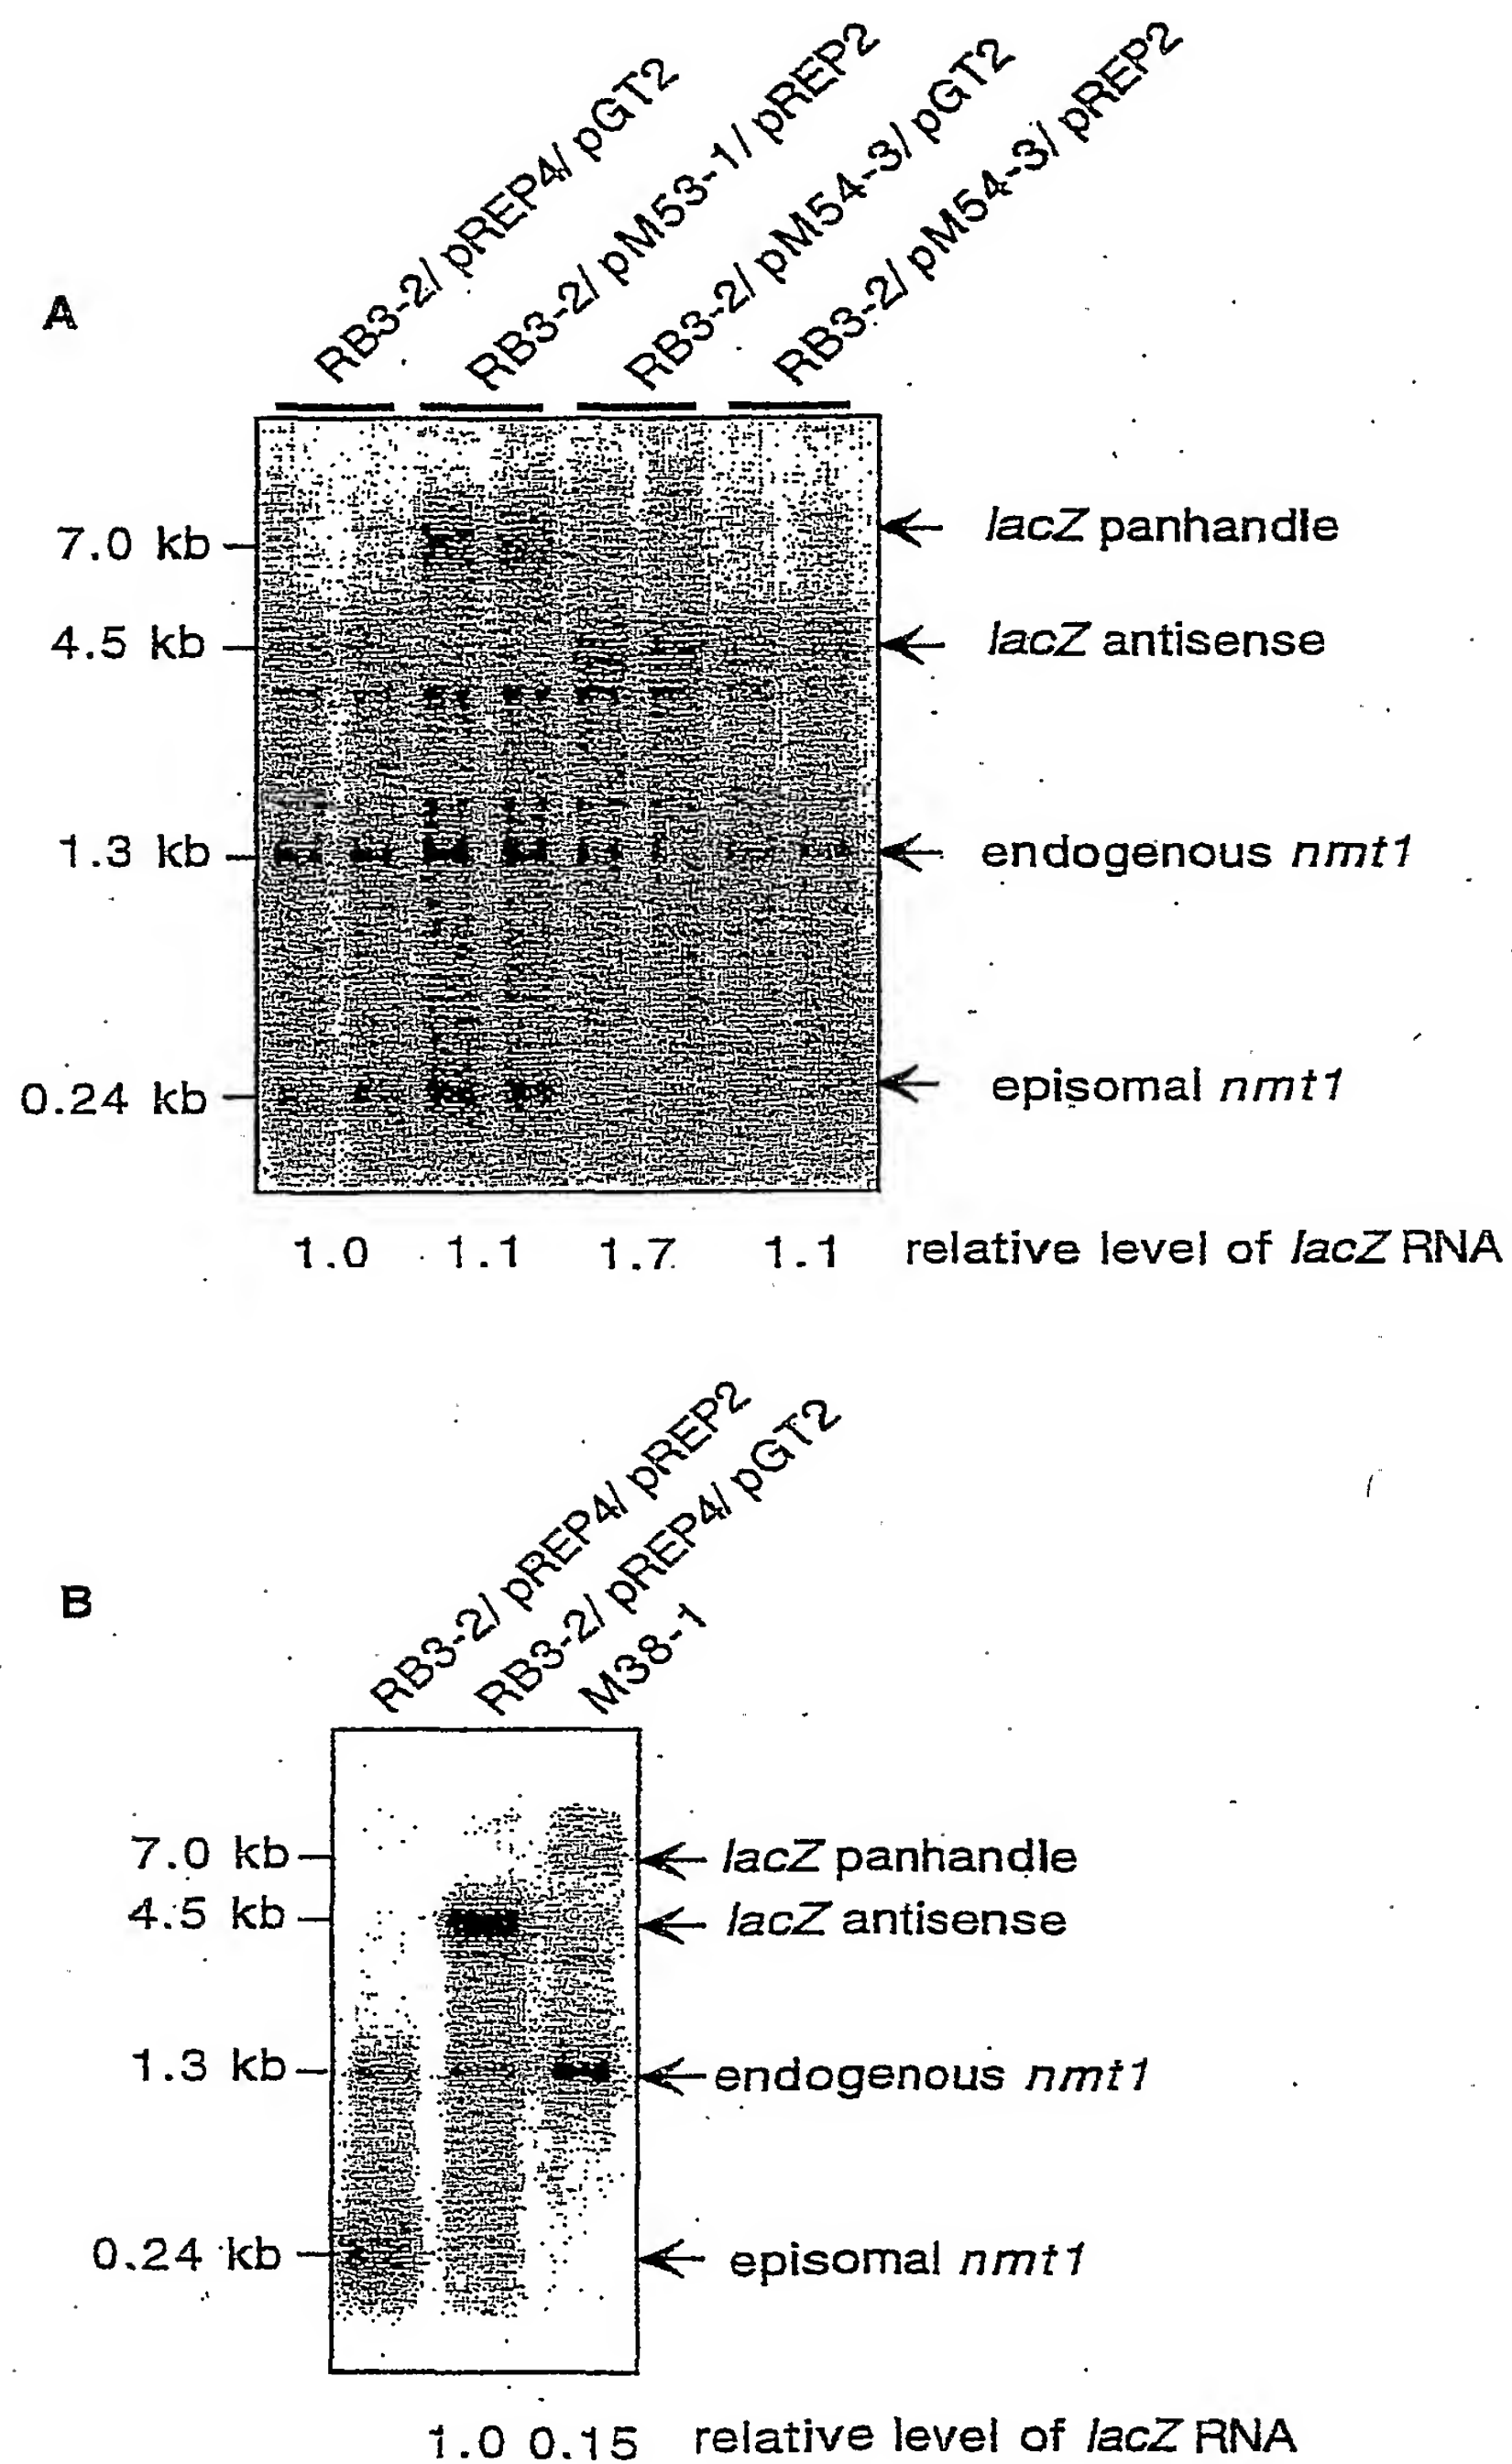 A
RB3-2/ pREP4/ pGT2
RB3-2/ pM53-1/ pREP2
RB3-2/ pM54-3/ pGT2
RB3-2/ pM54-3/ pREP2
7.0 kb
lacZ panhandle
4.5 kb
lacZ antisense
1.3 kb
endogenous nmt1
0.24 kb
episomal nmt1
1.0 1.1 1.7 1.1 relative level of lacZ RNA
B
RB3-2/ pREP4/ pREP2
RB3-2/ pREP4/ pGT2
M38-1
7.0 kb
lacZ panhandle
4.5 kb
lacZ antisense
1.3 kb
endogenous nmt1
0.24 kb
episomal nmt1
1.0 0.15 relative level of lacZ RNA